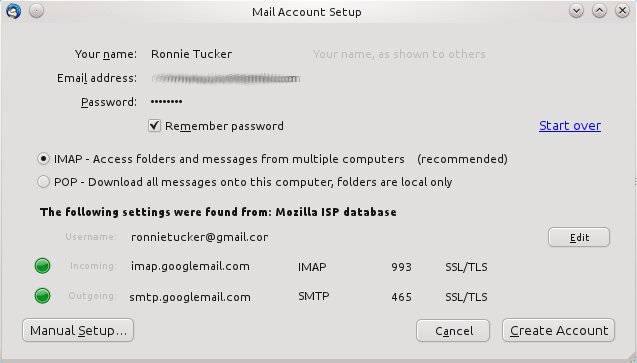 Mail Account Setup
Your name: Ronnie Tucker Your name, as shown to others
Email address:
Password: ••••••••
Remember password Start over
IMAP - Access folders and messages from multiple computers (recommended)
POP - Download all messages onto this computer, folders are local only
The following settings were found from: Mozilla ISP database
Username: ronnietucker@gmail.cor Edit
Incoming: imap.googlemail.com IMAP 993 SSL/TLS
Outgoing: smtp.googlemail.com SMTP 465 SSL/TLS
Manual Setup... Cancel Create Account